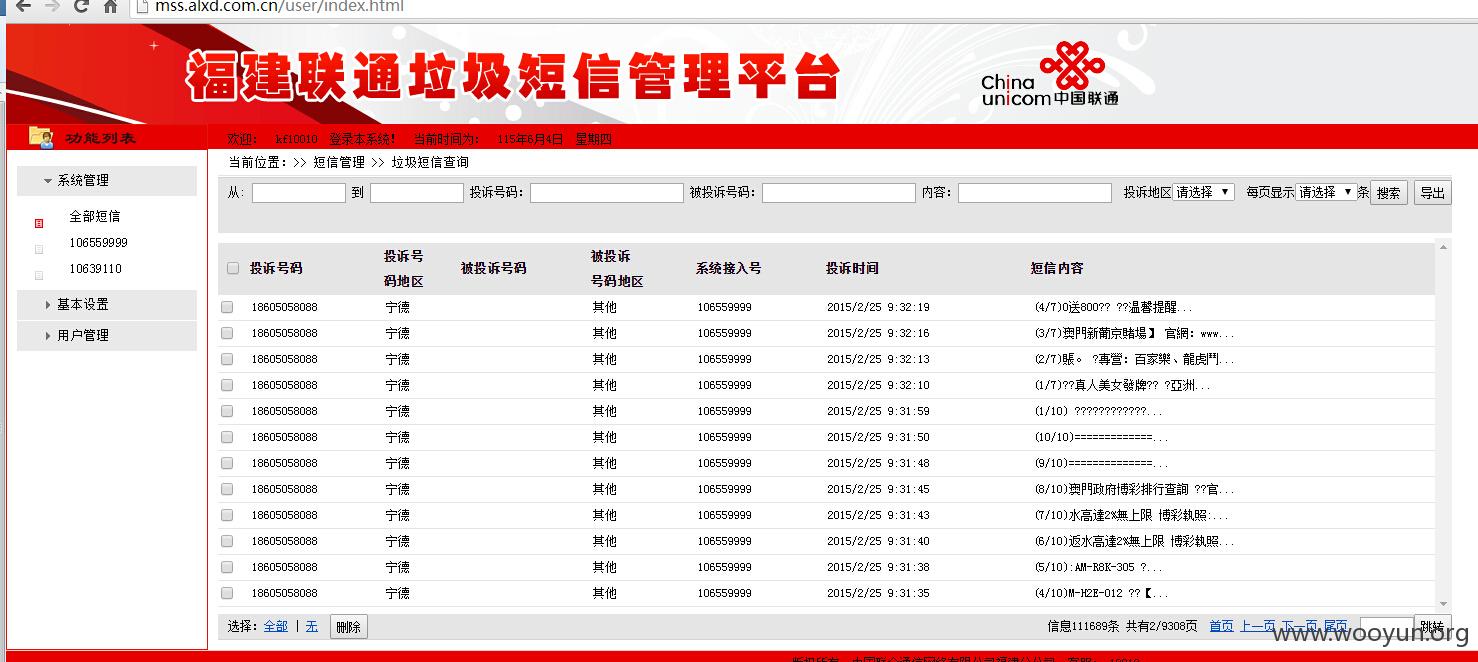 mss.alxd.com.cn/user/index.html
福建联通垃圾短信管理平台
China unicom中国联通
功能列表
欢迎: kf10010 登录本系统! 当前时间为: 115年6月4日 星期四
当前位置: >> 短信管理 >> 垃圾短信查询
系统管理
全部短信
106559999
10639110
基本设置
用户管理
从: 到 投诉号码: 被投诉号码: 内容: 投诉地区 请选择 每页显示 请选择 条 搜索 导出
投诉号码 投诉号码地区 被投诉号码 被投诉号码地区 系统接入号 投诉时间 短信内容
18605058088 宁德 其他 106559999 2015/2/25 9:32:19 (4/7)0送800?? ??温馨提醒...
18605058088 宁德 其他 106559999 2015/2/25 9:32:16 (3/7)澳門新葡京賭場】 官網: www...
18605058088 宁德 其他 106559999 2015/2/25 9:32:13 (2/7)賬。 ?專營: 百家樂、龍虎鬥...
18605058088 宁德 其他 106559999 2015/2/25 9:32:10 (1/7)??真人美女發牌?? ?亞洲...
18605058088 宁德 其他 106559999 2015/2/25 9:31:59 (1/10) ????????????...
18605058088 宁德 其他 106559999 2015/2/25 9:31:50 (10/10)=============...
18605058088 宁德 其他 106559999 2015/2/25 9:31:48 (9/10)==============...
18605058088 宁德 其他 106559999 2015/2/25 9:31:45 (8/10)澳門政府博彩排行查詢 ??官...
18605058088 宁德 其他 106559999 2015/2/25 9:31:43 (7/10)水高達2%無上限 博彩執照:...
18605058088 宁德 其他 106559999 2015/2/25 9:31:40 (6/10)返水高達2%無上限 博彩執照...
18605058088 宁德 其他 106559999 2015/2/25 9:31:38 (5/10):AM-R8K-305 ?...
18605058088 宁德 其他 106559999 2015/2/25 9:31:35 (4/10)M-H2E-012 ??【...
选择: 全部 | 无 删除 信息111689条 共有2/9308页 首页 上一页 下一页 尾页 跳转
www.wooyun.org